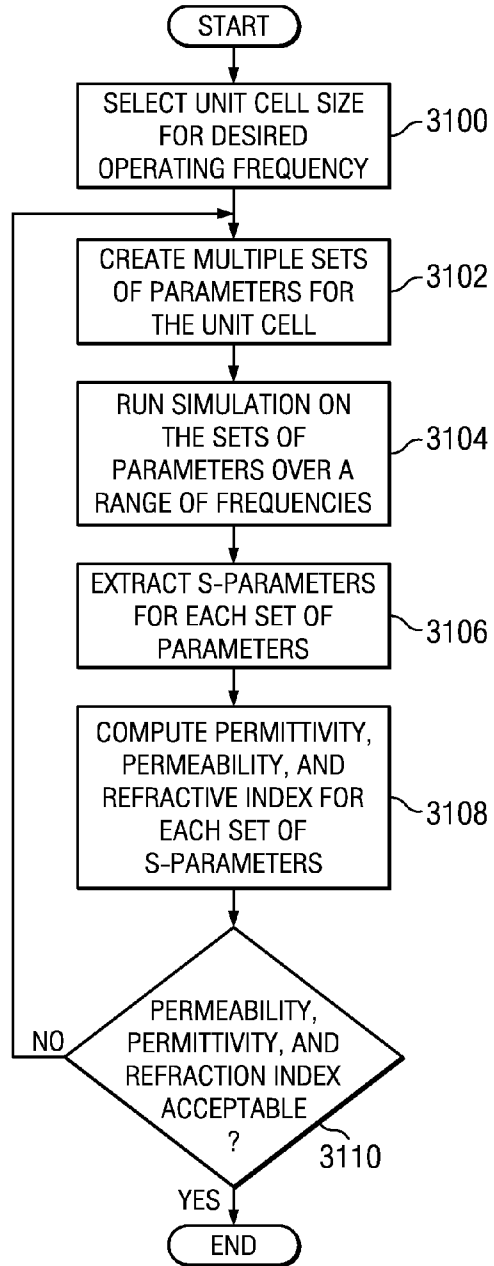 START
SELECT UNIT CELL SIZE
FOR DESIRED
OPERATING FREQUENCY
3100
CREATE MULTIPLE SETS
OF PARAMETERS FOR
THE UNIT CELL
3102
RUN SIMULATION ON
THE SETS OF
PARAMETERS OVER A
RANGE OF FREQUENCIES
3104
EXTRACT S-PARAMETERS
FOR EACH SET OF
PARAMETERS
3106
COMPUTE PERMITTIVITY,
PERMEABILITY, AND
REFRACTIVE INDEX FOR
EACH SET OF
S-PARAMETERS
3108
PERMEABILITY,
PERMITTIVITY, AND
REFRACTION INDEX
ACCEPTABLE
?
NO
3110
YES
END